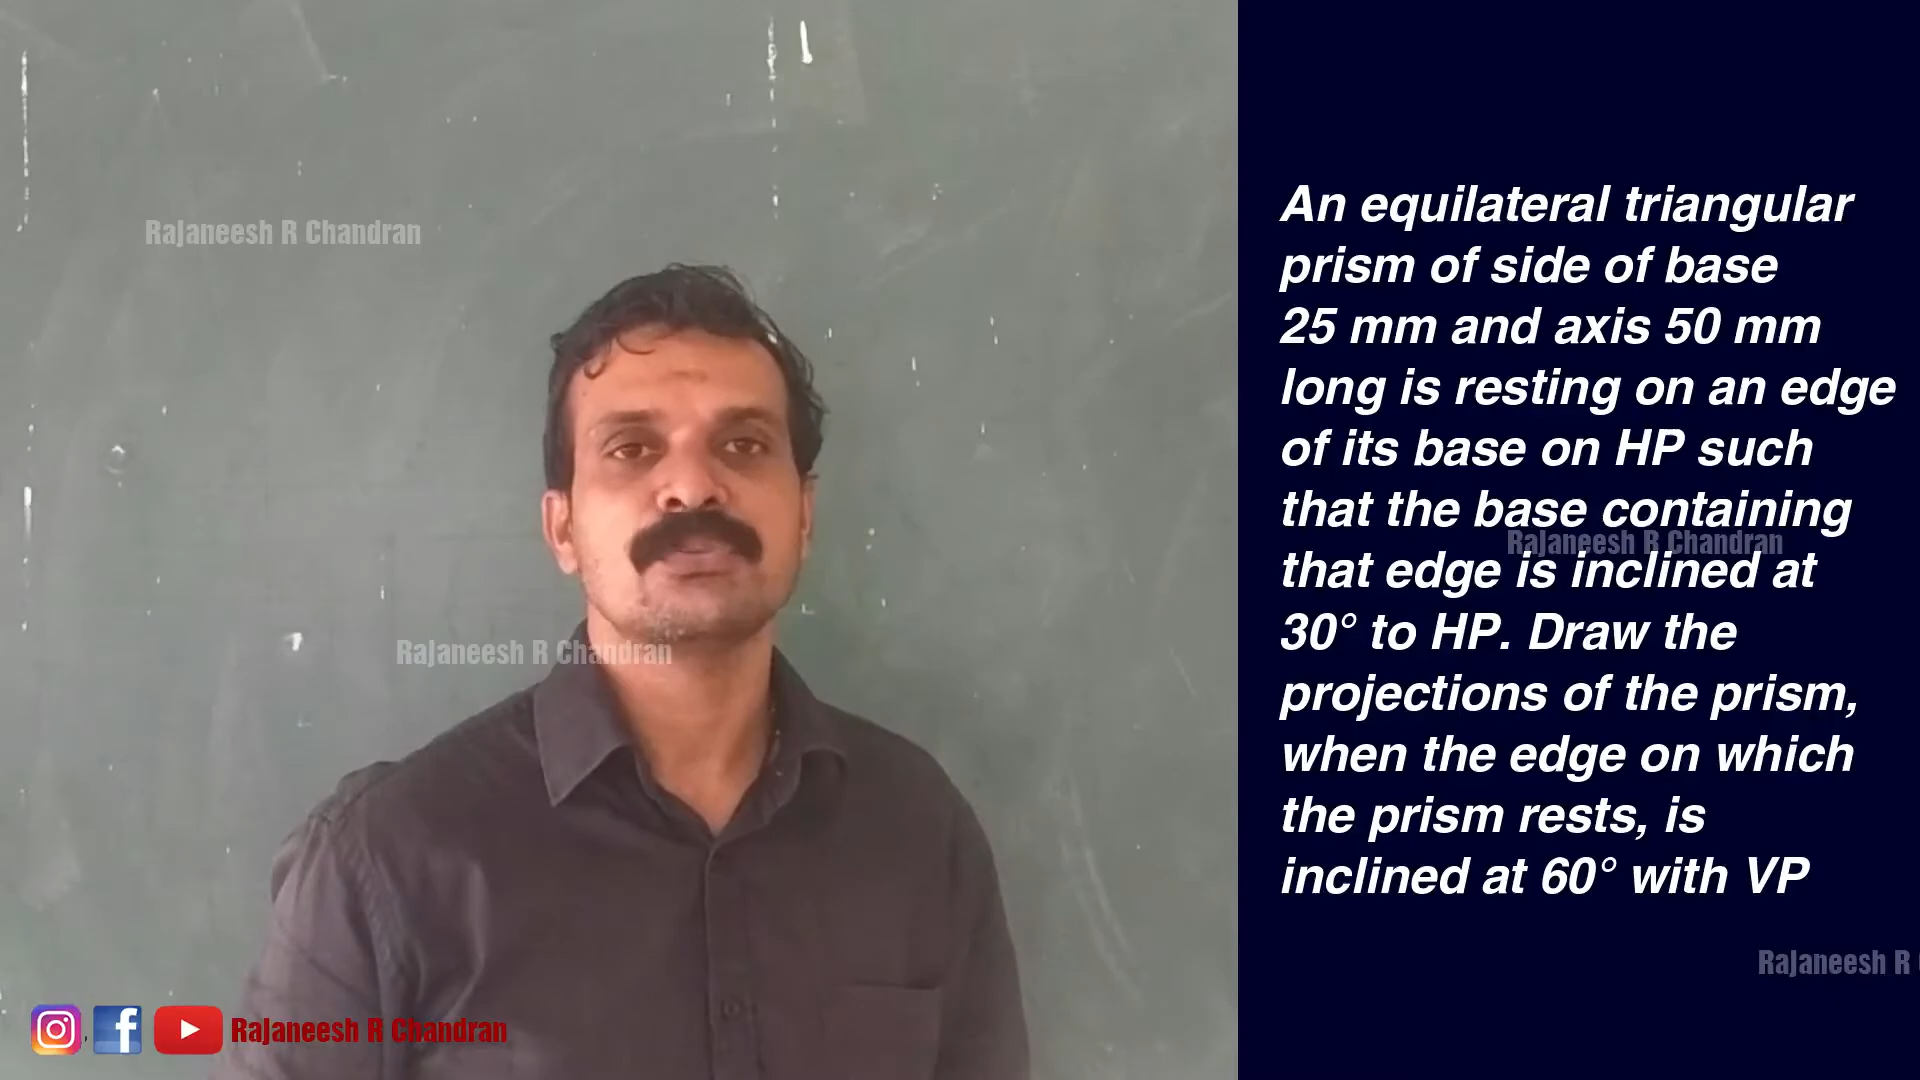 Rajaneesh R Chandran
An equilateral triangular
prism of side of base
25 mm and axis 50 mm
long is resting on an edge
of its base on HP such
that the base containing
Rajaneesh R Chandran
that edge is inclined at
30° to HP. Draw the
Rajaneesh R Chandran
projections of the prism,
when the edge on which
the prism rests, is
inclined at 60° with VP
Rajaneesh R
Rajaneesh R Chandran